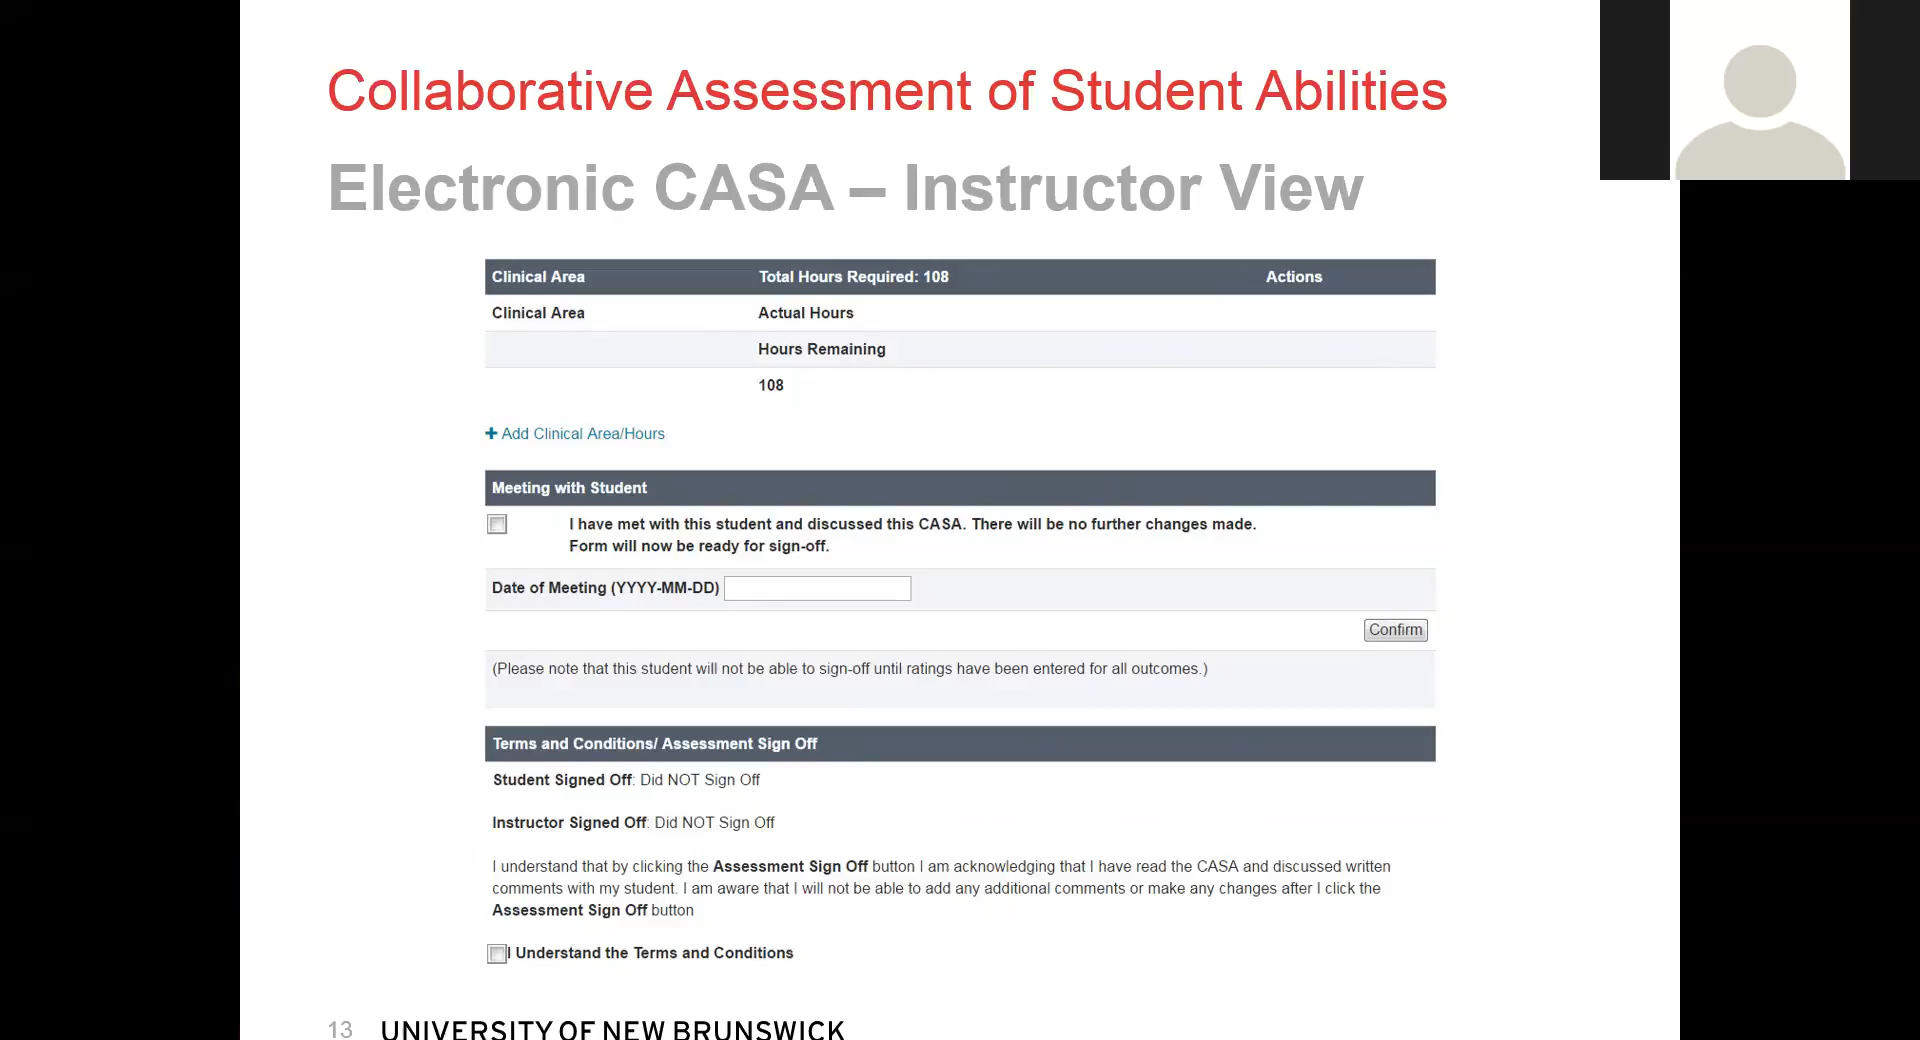 Collaborative Assessment of Student Abilities
Electronic CASA – Instructor View
Clinical Area Total Hours Required: 108 Actions
Clinical Area Actual Hours
Hours Remaining
108
+ Add Clinical Area/Hours
Meeting with Student
I have met with this student and discussed this CASA. There will be no further changes made.
Form will now be ready for sign-off.
Date of Meeting (YYYY-MM-DD)
Confirm
(Please note that this student will not be able to sign-off until ratings have been entered for all outcomes.)
Terms and Conditions/ Assessment Sign Off
Student Signed Off: Did NOT Sign Off
Instructor Signed Off: Did NOT Sign Off
I understand that by clicking the Assessment Sign Off button I am acknowledging that I have read the CASA and discussed written
comments with my student. I am aware that I will not be able to add any additional comments or make any changes after I click the
Assessment Sign Off button
I Understand the Terms and Conditions
13 UNIVERSITY OF NEW BRUNSWICK